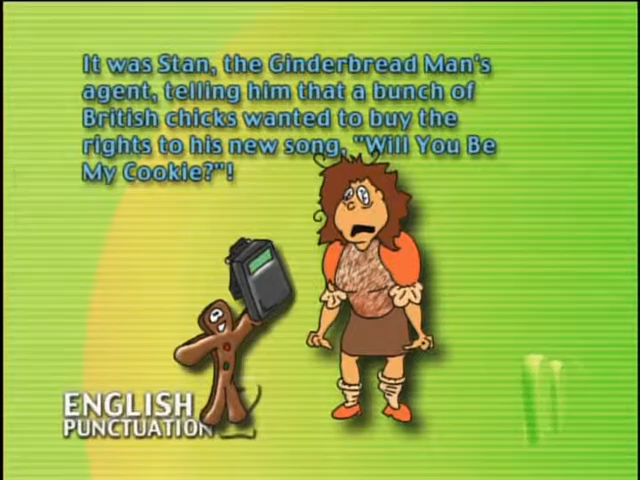 It was Stan, the Ginderbread Man's
agent, telling him that a bunch of
British chicks wanted to buy the
rights to his new song, "Will You Be
My Cookie?"!
ENGLISH
PUNCTUATION